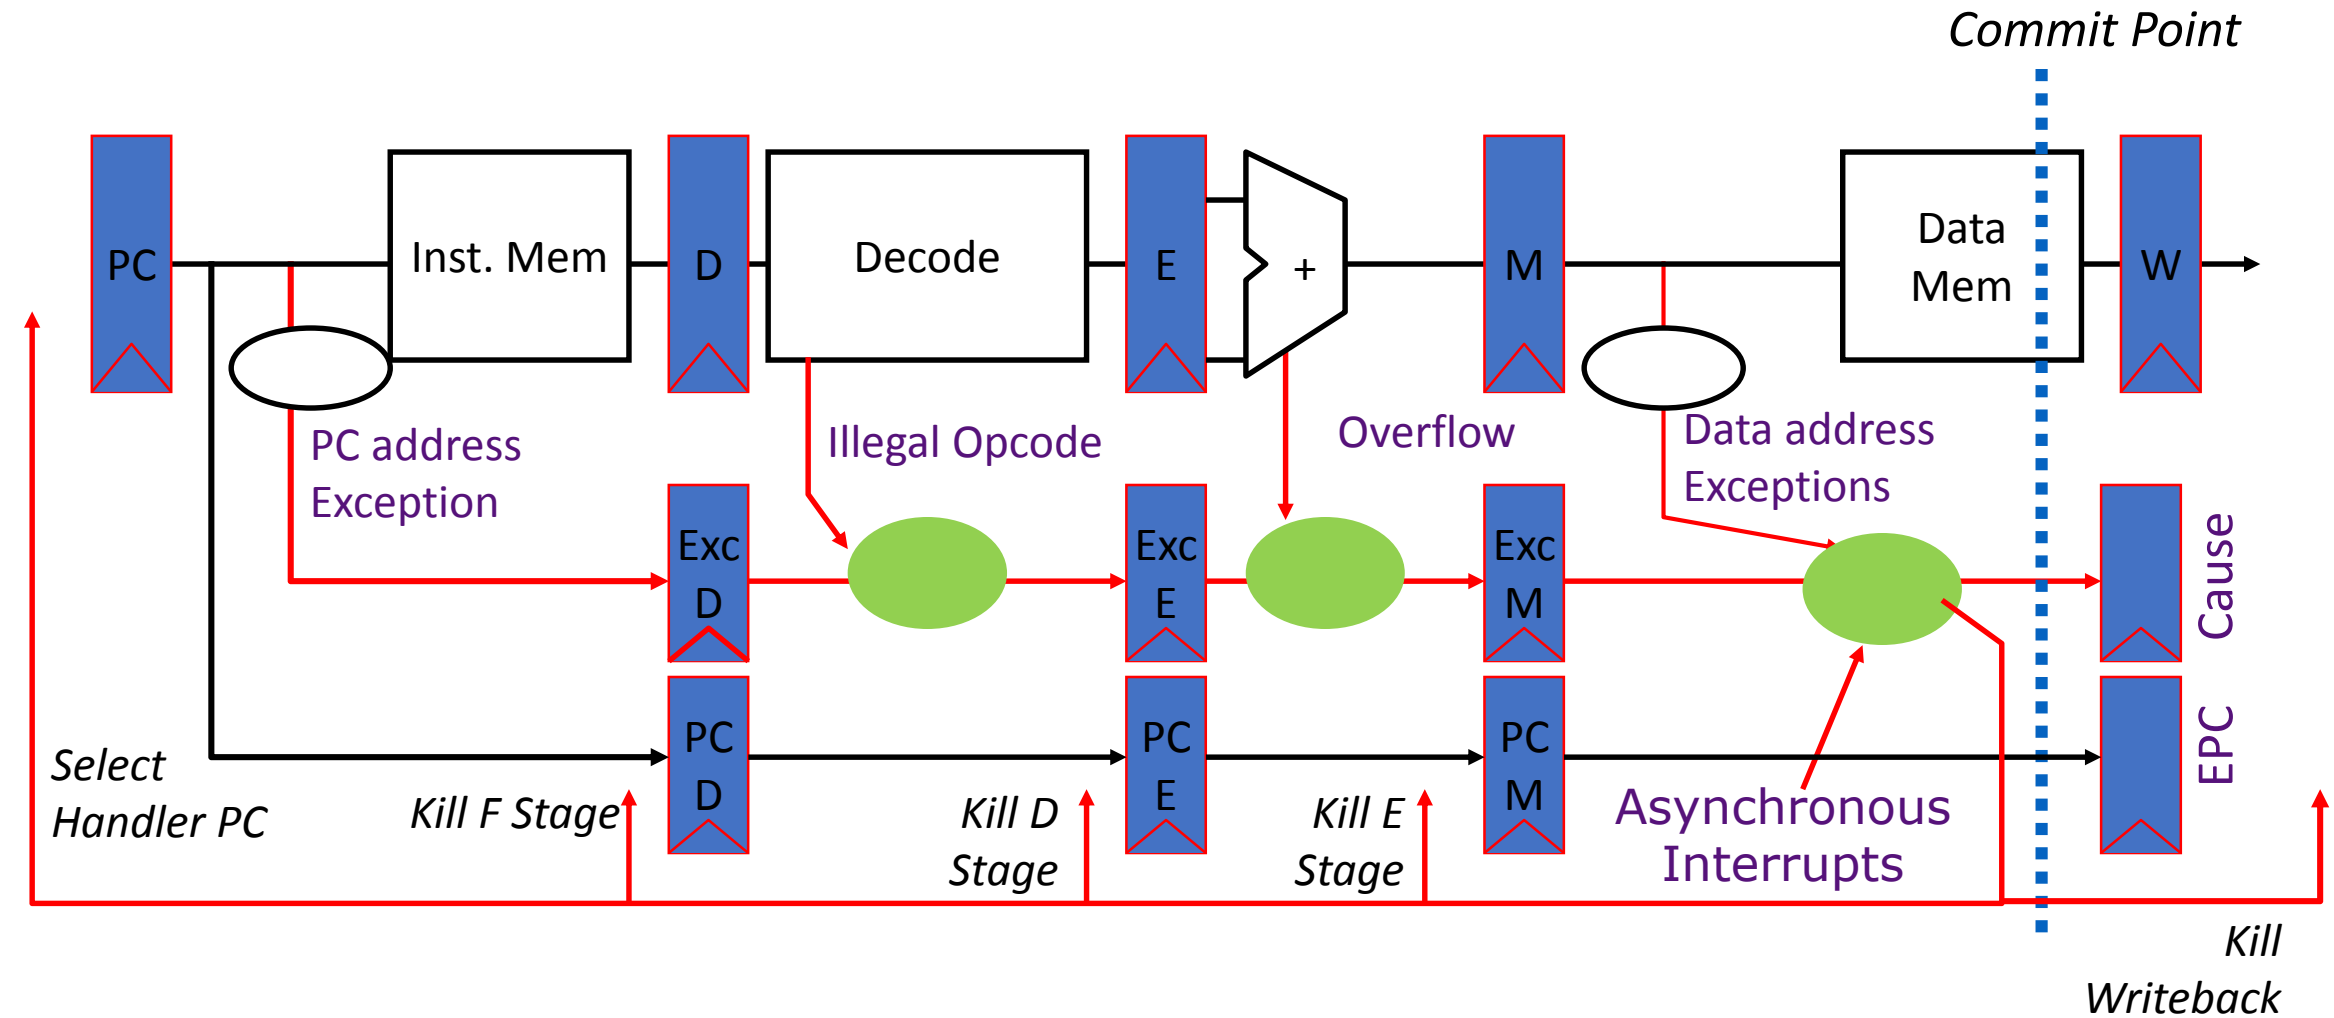 Commit Point
PC
Inst. Mem
D
Decode
E
+
M
Data
Mem
W
PC address
Exception
Illegal Opcode
Overflow
Data address
Exceptions
Exc
D
Exc
E
Exc
M
Cause
PC
D
PC
E
PC
M
EPC
Select
Handler PC
Kill F Stage
Kill D
Stage
Kill E
Stage
Asynchronous
Interrupts
Kill
Writeback